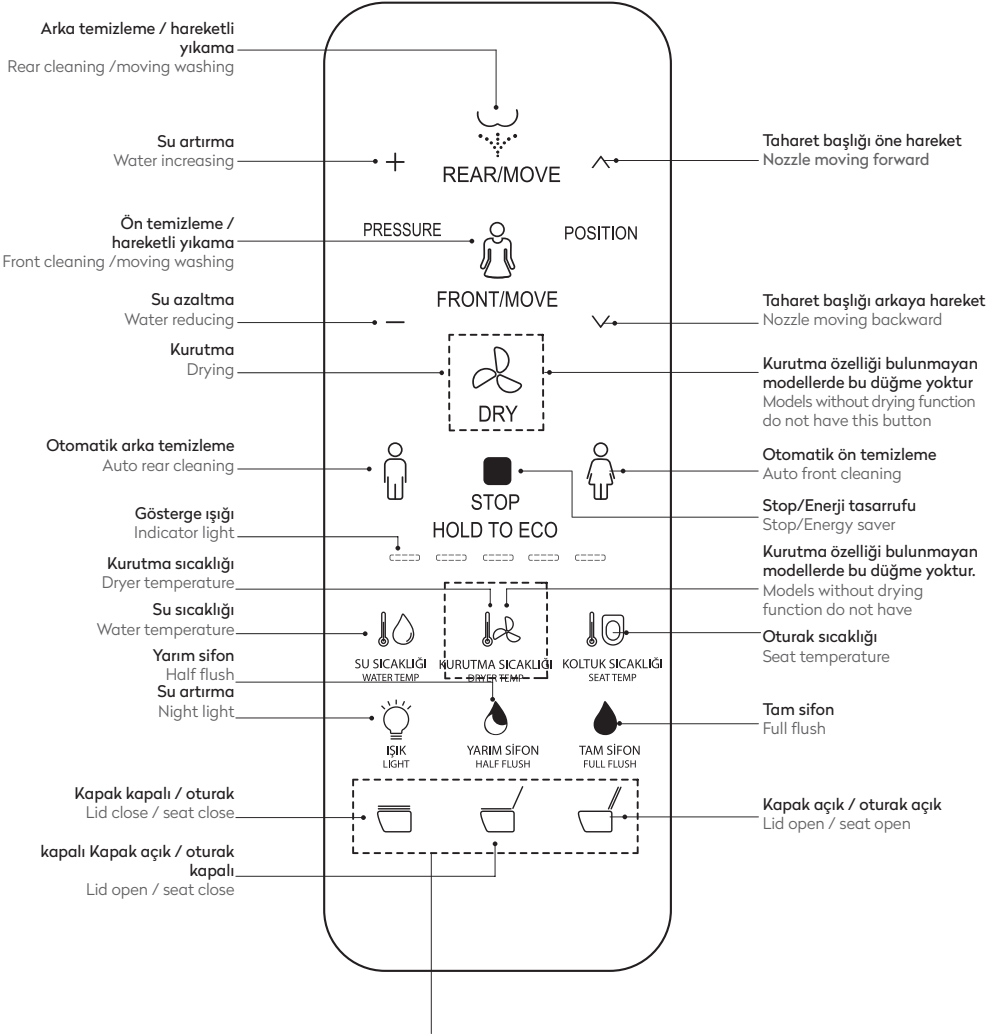 Arka temizleme / hareketli
yıkama
Rear cleaning /moving washing
Su artırma
Water increasing
Ön temizleme /
hareketli yıkama
Front cleaning /moving washing
Su azaltma
Water reducing
Kurutma
Drying
Otomatik arka temizleme
Auto rear cleaning
Gösterge ışığı
Indicator light
Kurutma sıcaklığı
Dryer temperature
Su sıcaklığı
Water temperature
Yarım sifon
Half flush
Su artırma
Night light
Kapak kapalı / oturak
Lid close / seat close
kapalı Kapak açık / oturak
kapalı
Lid open / seat close
REAR/MOVE
PRESSURE
POSITION
FRONT/MOVE
DRY
STOP
HOLD TO ECO
SU SICAKLIĞI
WATER TEMP
KURUTMA SICAKLIĞI
DRYER TEMP
KOLTUK SICAKLIĞI
SEAT TEMP
IŞIK
LIGHT
YARIM SİFON
HALF FLUSH
TAM SİFON
FULL FLUSH
Taharet başlığı öne hareket
Nozzle moving forward
Taharet başlığı arkaya hareket
Nozzle moving backward
Kurutma özelliği bulunmayan
modellerde bu düğme yoktur
Models without drying function
do not have this button
Otomatik ön temizleme
Auto front cleaning
Stop/Enerji tasarrufu
Stop/Energy saver
Kurutma özelliği bulunmayan
modellerde bu düğme yoktur.
Models without drying
function do not have
Oturak sıcaklığı
Seat temperature
Tam sifon
Full flush
Kapak açık / oturak açık
Lid open / seat open